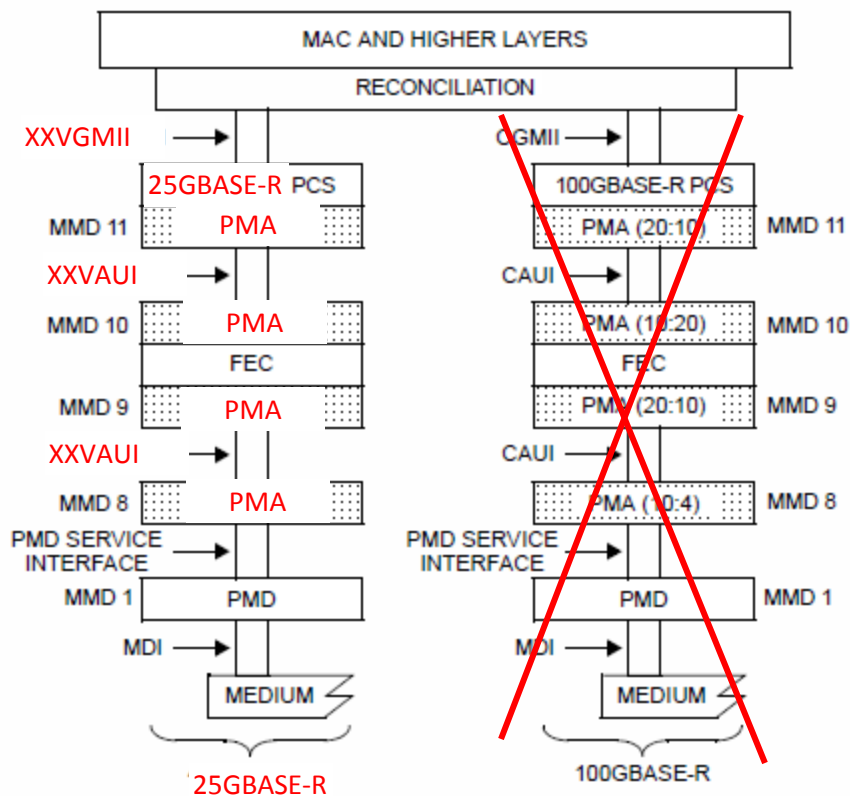 MAC AND HIGHER LAYERS
RECONCILIATION
XXVGMII
25GBASE-R PCS
MMD 11
PMA
XXVAUI
MMD 10
PMA
FEC
MMD 9
PMA
XXVAUI
MMD 8
PMA
PMD SERVICE
INTERFACE
MMD 1
PMD
MDI
MEDIUM
25GBASE-R
CGMII
100GBASE-R PCS
PMA (20:10)
MMD 11
CAUI
PMA (10:20)
MMD 10
FEC
PMA (20:10)
MMD 9
CAUI
PMA (10:4)
MMD 8
PMD SERVICE
INTERFACE
PMD
MMD 1
MDI
MEDIUM
100GBASE-R